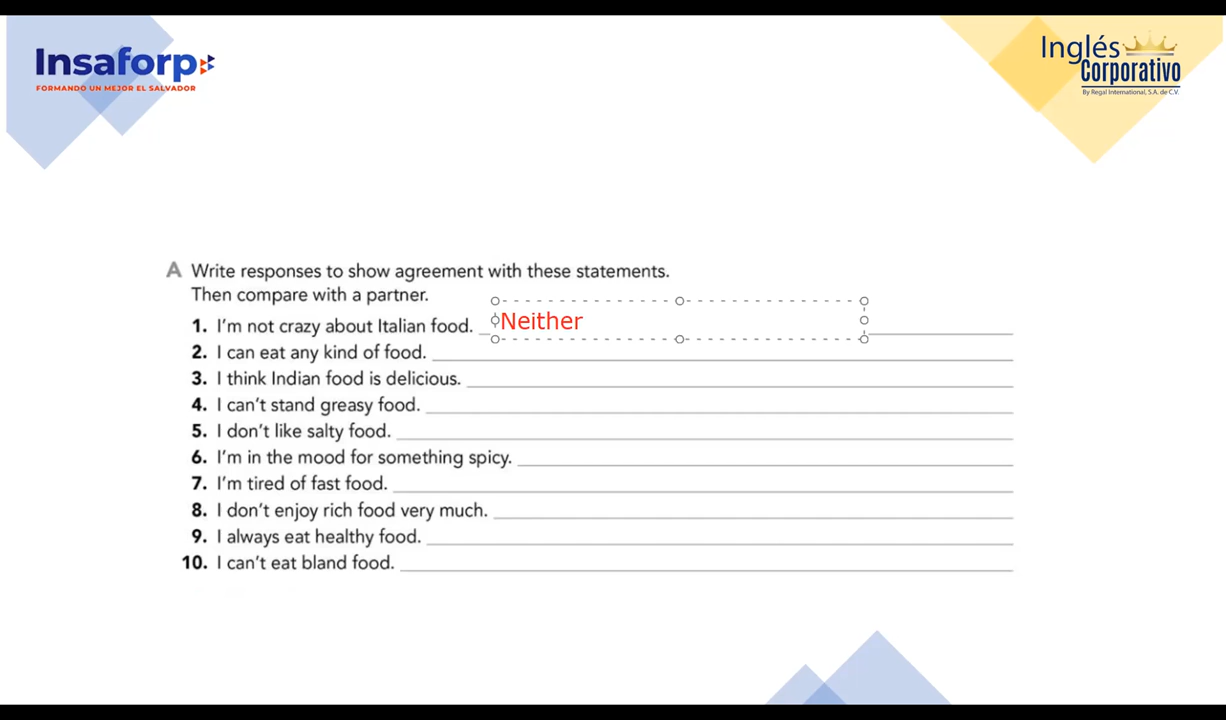 Insaforp
FORMANDO UN MEJOR EL SALVADOR
Inglés
Corporativo
By Regal International, S.A. de C.V.
A Write responses to show agreement with these statements.
Then compare with a partner.
1. I'm not crazy about Italian food. Neither
2. I can eat any kind of food.
3. I think Indian food is delicious.
4. I can't stand greasy food.
5. I don't like salty food.
6. I'm in the mood for something spicy.
7. I'm tired of fast food.
8. I don't enjoy rich food very much.
9. I always eat healthy food.
10. I can't eat bland food.